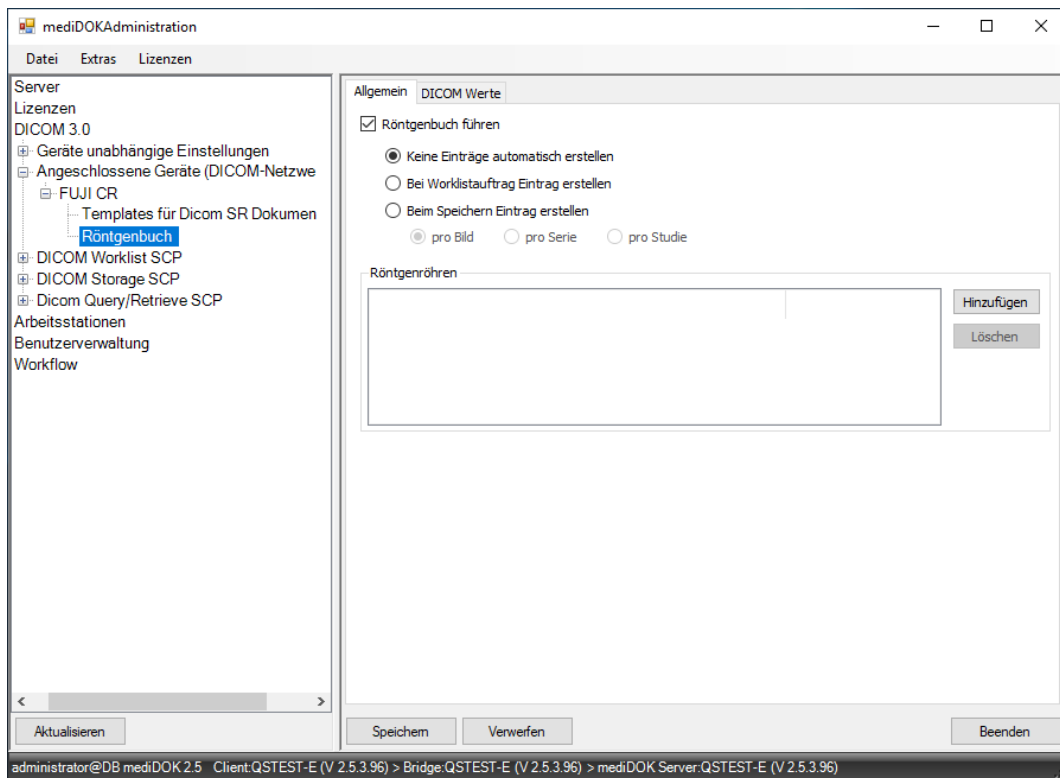 mediDOKAdministration
Datei Extras Lizenzen
Server
Lizenzen
DICOM 3.0
Geräte unabhängige Einstellungen
Angeschlossene Geräte (DICOM-Netzwe
FUJI CR
Templates für Dicom SR Dokumen
Röntgenbuch
DICOM Worklist SCP
DICOM Storage SCP
Dicom Query/Retrieve SCP
Arbeitsstationen
Benutzerverwaltung
Workflow
Aktualisieren
Allgemein DICOM Werte
Röntgenbuch führen
Keine Einträge automatisch erstellen
Bei Worklistauftrag Eintrag erstellen
Beim Speichern Eintrag erstellen
pro Bild pro Serie pro Studie
Röntgenröhren
Hinzufügen
Löschen
Speichern Verwerfen Beenden
administrator@DB mediDOK 2.5 Client:QSTEST-E (V 2.5.3.96) > Bridge:QSTEST-E (V 2.5.3.96) > mediDOK Server:QSTEST-E (V 2.5.3.96)